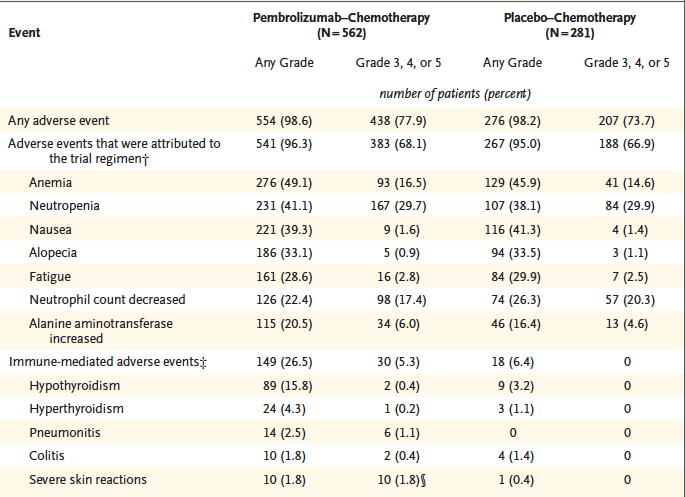 Event Pembrolizumab–Chemotherapy (N=562) Placebo–Chemotherapy (N=281)
Any Grade Grade 3, 4, or 5 Any Grade Grade 3, 4, or 5
number of patients (percent)
Any adverse event 554 (98.6) 438 (77.9) 276 (98.2) 207 (73.7)
Adverse events that were attributed to 541 (96.3) 383 (68.1) 267 (95.0) 188 (66.9)
the trial regimen†
Anemia 276 (49.1) 93 (16.5) 129 (45.9) 41 (14.6)
Neutropenia 231 (41.1) 167 (29.7) 107 (38.1) 84 (29.9)
Nausea 221 (39.3) 9 (1.6) 116 (41.3) 4 (1.4)
Alopecia 186 (33.1) 5 (0.9) 94 (33.5) 3 (1.1)
Fatigue 161 (28.6) 16 (2.8) 84 (29.9) 7 (2.5)
Neutrophil count decreased 126 (22.4) 98 (17.4) 74 (26.3) 57 (20.3)
Alanine aminotransferase 115 (20.5) 34 (6.0) 46 (16.4) 13 (4.6)
increased
Immune-mediated adverse events‡ 149 (26.5) 30 (5.3) 18 (6.4) 0
Hypothyroidism 89 (15.8) 2 (0.4) 9 (3.2) 0
Hyperthyroidism 24 (4.3) 1 (0.2) 3 (1.1) 0
Pneumonitis 14 (2.5) 6 (1.1) 0 0
Colitis 10 (1.8) 2 (0.4) 4 (1.4) 0
Severe skin reactions 10 (1.8) 10 (1.8)§ 1 (0.4) 0